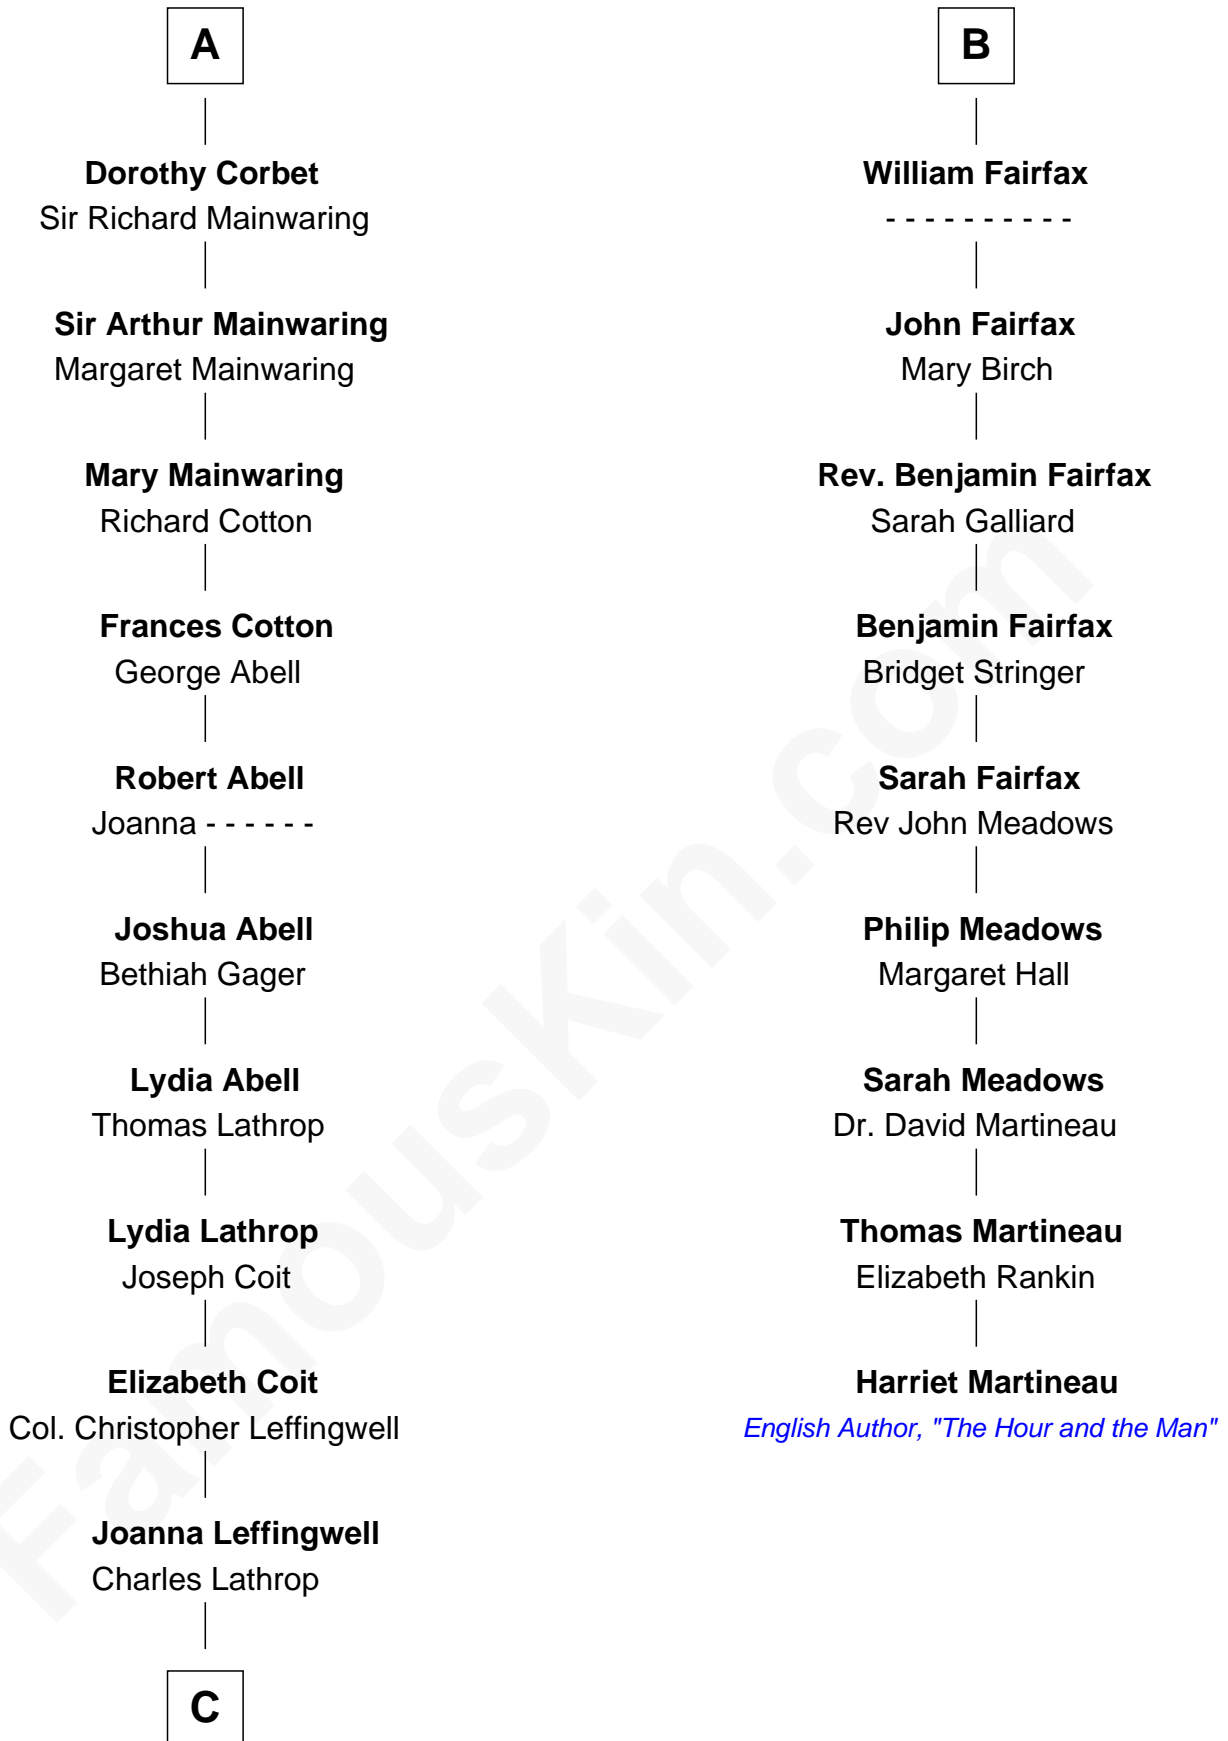 A
Dorothy Corbet
Sir Richard Mainwaring
Sir Arthur Mainwaring
Margaret Mainwaring
Mary Mainwaring
Richard Cotton
Frances Cotton
George Abell
Robert Abell
Joanna - - - - - -
Joshua Abell
Bethiah Gager
Lydia Abell
Thomas Lathrop
Lydia Lathrop
Joseph Coit
Elizabeth Coit
Col. Christopher Leffingwell
Joanna Leffingwell
Charles Lathrop
C
B
William Fairfax
- - - - - - - - - -
John Fairfax
Mary Birch
Rev. Benjamin Fairfax
Sarah Galliard
Benjamin Fairfax
Bridget Stringer
Sarah Fairfax
Rev John Meadows
Philip Meadows
Margaret Hall
Sarah Meadows
Dr. David Martineau
Thomas Martineau
Elizabeth Rankin
Harriet Martineau
English Author, "The Hour and the Man"
FamousKin.com